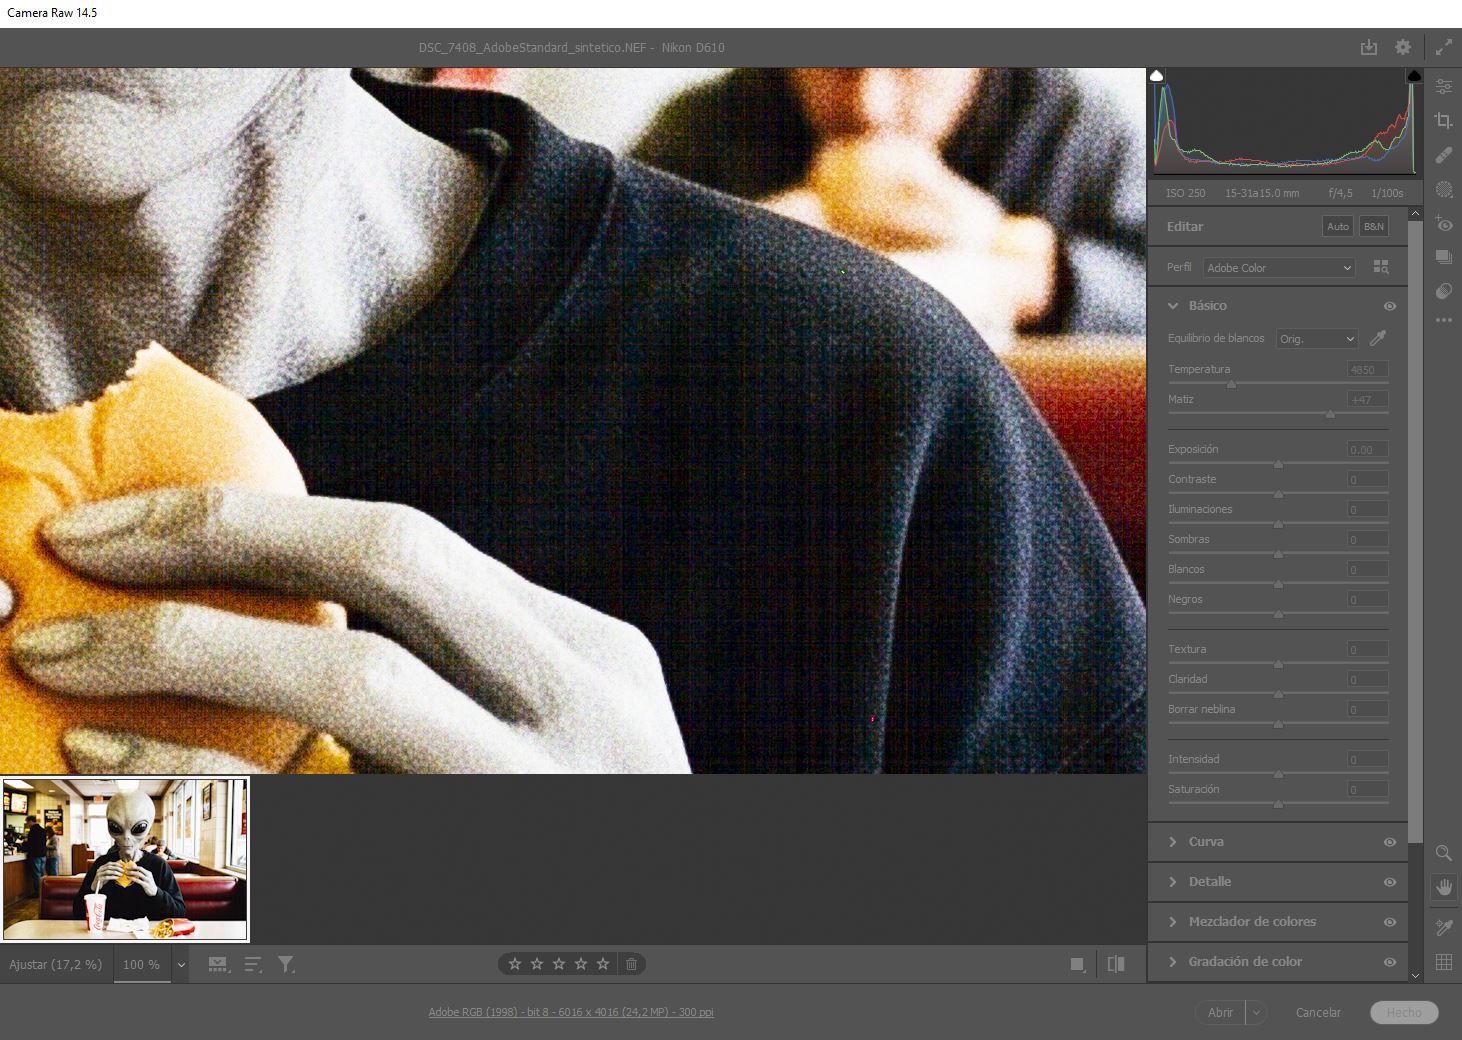 Camera Raw 14.5
DSC_7408_AdobeStandard_sintetico.NEF - Nikon D610
ISO 250 15-31a15.0 mm f/4,5 1/100s
Editar Auto B&N
Perfil Adobe Color
Básico
Equilibrio de blancos Orig.
Temperatura 4850
Matiz +47
Exposición 0.00
Contraste 0
Iluminaciones 0
Sombras 0
Blancos 0
Negros 0
Textura 0
Claridad 0
Borrar neblina 0
Intensidad 0
Saturación 0
Curva
Detalle
Mezclador de colores
Gradación de color
Ajustar (17,2 %) 100 %
Adobe RGB (1998) - bit 8 - 6016 x 4016 (24,2 MP) - 300 ppi
Abrir Cancelar Hecho